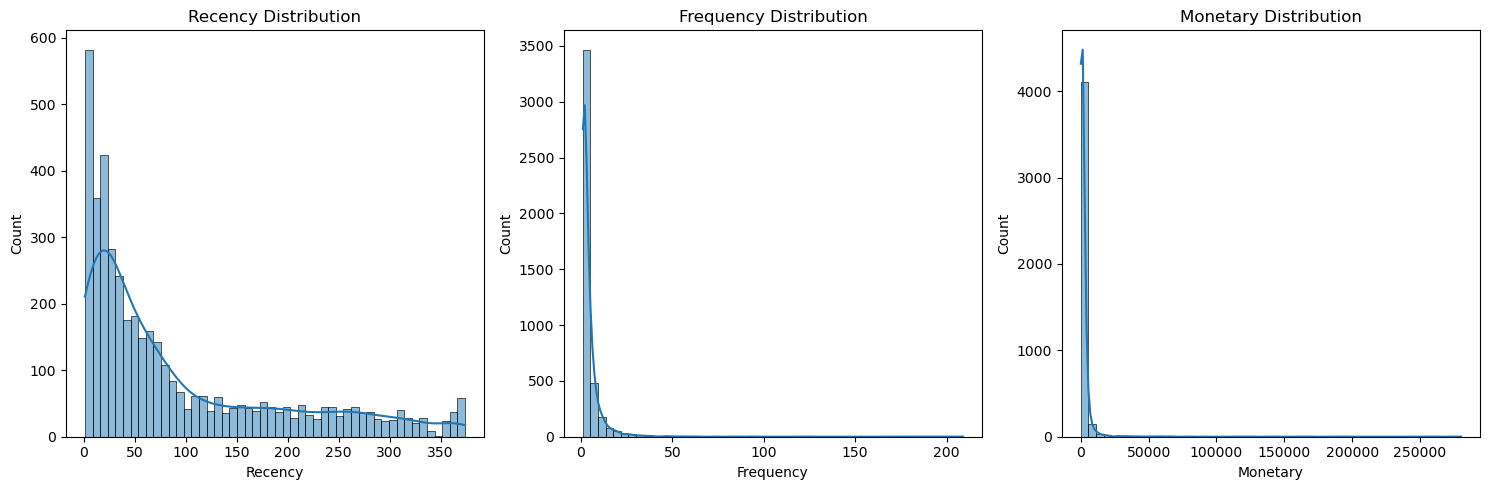 Recency Distribution
600
500
400
300
200
100
0
Count
0 50 100 150 200 250 300 350
Recency
Frequency Distribution
3500
3000
2500
2000
1500
1000
500
0
Count
0 50 100 150 200
Frequency
Monetary Distribution
4000
3000
2000
1000
0
Count
0 50000 100000 150000 200000 250000
Monetary